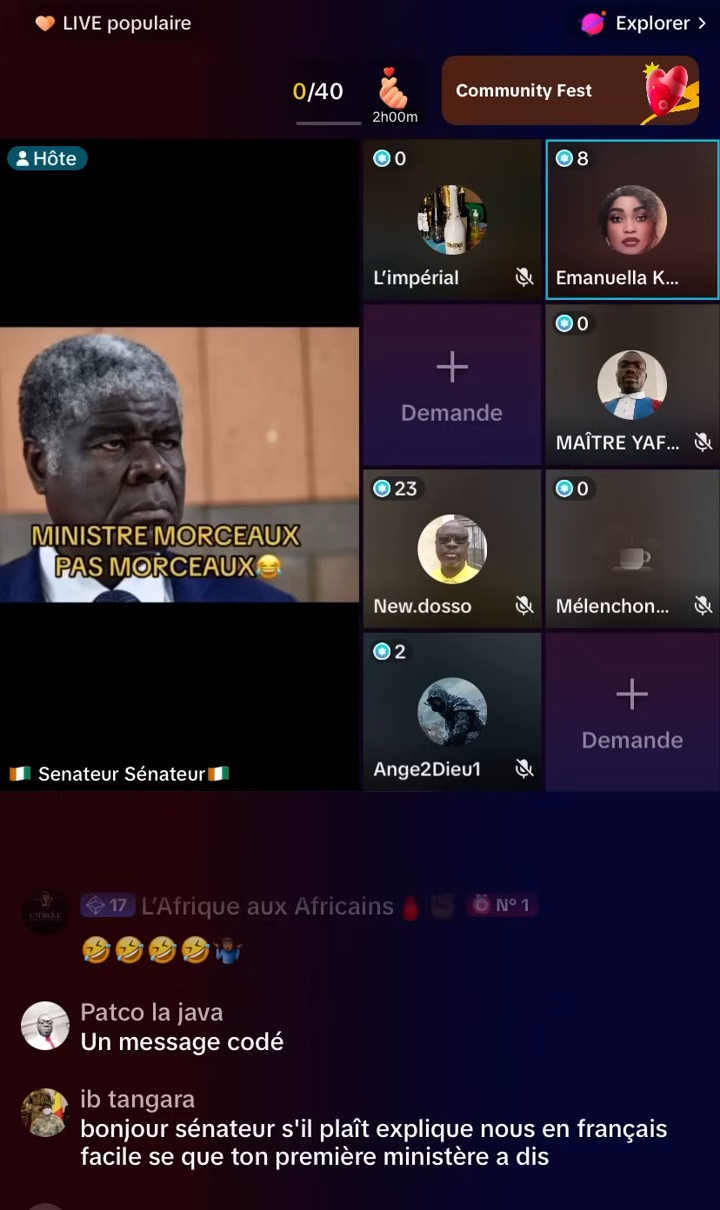 LIVE populaire
Explorer >
0/40
2h00m
Community Fest
Hôte
0
L'impérial
8
Emanuella K...
Demande
0
MAÎTRE YAF...
23
New.dosso
0
Mélenchon...
2
Ange2Dieu1
Demande
MINISTRE MORCEAUX
PAS MORCEAUX😂
🇨🇮 Senateur Sénateur🇨🇮
17 L'Afrique aux Africains🩸✊🏿 N° 1
🤣🤣🤣🤣🤷🏾‍♂️
Patco la java
Un message codé
ib tangara
bonjour sénateur s'il plaît explique nous en français
facile se que ton première ministère a dis